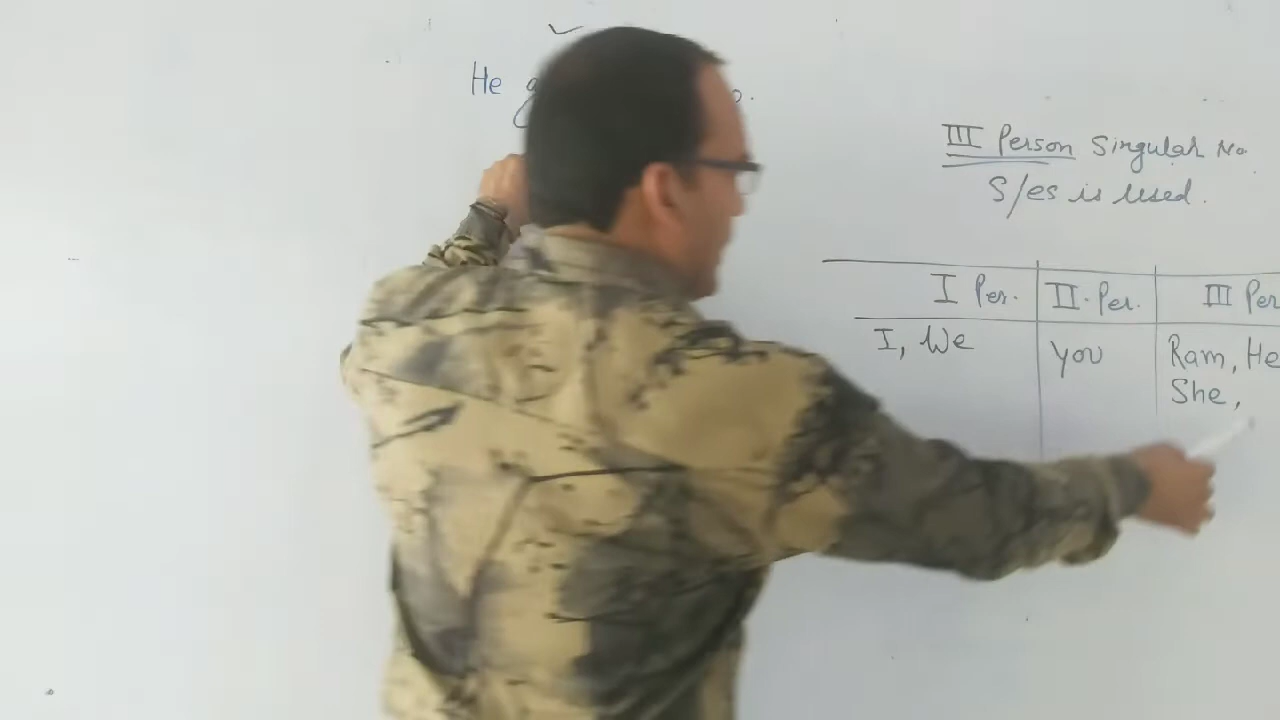 He
III Person Singular No
S/es is used.
I Per. II. Per. III Per
I, We you Ram, He
She,